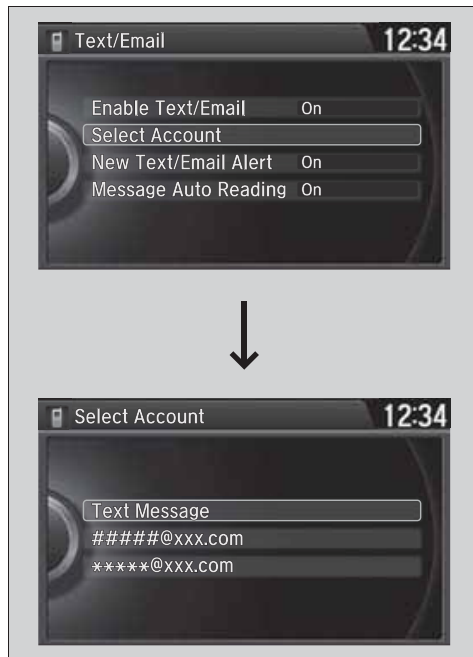 Text/Email 12:34
Enable Text/Email On
Select Account
New Text/Email Alert On
Message Auto Reading On
Select Account 12:34
Text Message
#####@xxx.com
*****@xxx.com